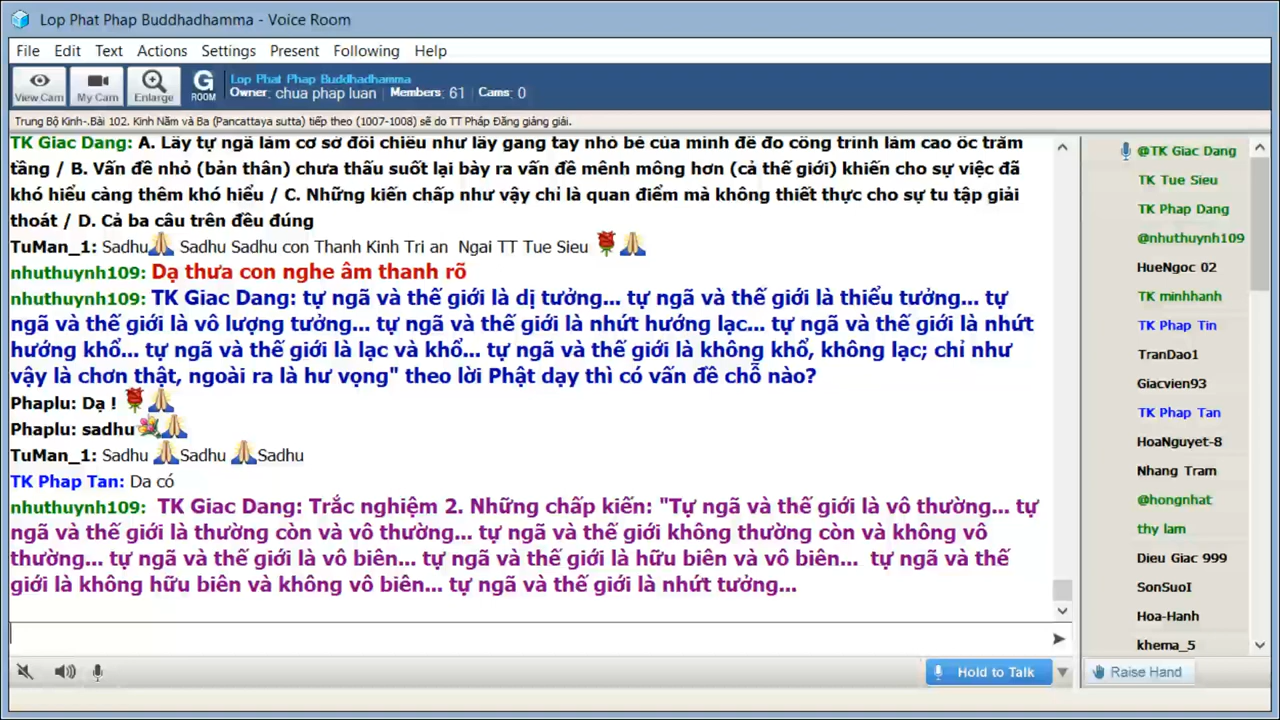 Lop Phat Phap Buddhadhamma - Voice Room
File Edit Text Actions Settings Present Following Help
View Cam My Cam Enlarge G ROOM
Lop Phat Phap Buddhadhamma
Owner: chua phap luan , Members: 61 Cams: 0
Trung Bộ Kinh-.Bài 102. Kinh Năm và Ba (Pancattaya sutta) tiếp theo (1007-1008) sẽ do TT Pháp Đăng giảng giải.
TK Giac Dang: A. Lấy tự ngã làm cơ sở đối chiếu như lấy gang tay nhỏ bé của mình để đo công trình lâm cao ốc trăm
tầng / B. Vấn đề nhỏ (bản thân) chưa thấu suốt lại bày ra vấn đề mênh mông hơn (cả thế giới) khiến cho sự việc đã
khó hiểu càng thêm khó hiểu / C. Những kiến chấp như vậy chỉ là quan điểm mà không thiết thực cho sự tu tập giải
thoát / D. Cả ba câu trên đều đúng
TuMan_1: Sadhu Sadhu Sadhu con Thanh Kinh Tri an Ngai TT Tue Sieu
nhuthuynh109: Dạ thưa con nghe âm thanh rõ
nhuthuynh109: TK Giac Dang: tự ngã và thế giới là dị tưởng... tự ngã và thế giới là thiểu tưởng... tự
ngã và thế giới là vô lượng tưởng... tự ngã và thế giới là nhứt hướng lạc... tự ngã và thế giới là nhứt
hướng khổ... tự ngã và thế giới là lạc và khổ... tự ngã và thế giới là không khổ, không lạc; chỉ như
vậy là chơn thật, ngoài ra là hư vọng" theo lời Phật dạy thì có vấn đề chỗ nào?
Phaplu: Dạ !
Phaplu: sadhu
TuMan_1: Sadhu Sadhu Sadhu
TK Phap Tan: Da có
nhuthuynh109: TK Giac Dang: Trắc nghiệm 2. Những chấp kiến: "Tự ngã và thế giới là vô thường... tự
ngã và thế giới là thường còn và vô thường... tự ngã và thế giới không thường còn và không vô
thường... tự ngã và thế giới là vô biên... tự ngã và thế giới là hữu biên và vô biên... tự ngã và thế
giới là không hữu biên và không vô biên... tự ngã và thế giới là nhứt tưởng...
@TK Giac Dang
TK Tue Sieu
TK Phap Dang
@nhuthuynh109
HueNgoc 02
TK minhhanh
TK Phap Tin
TranDao1
Giacvien93
TK Phap Tan
HoaNguyet-8
Nhang Tram
@hongnhat
thy lam
Dieu Giac 999
SonSuoI
Hoa-Hanh
khema_5
Hold to Talk
Raise Hand